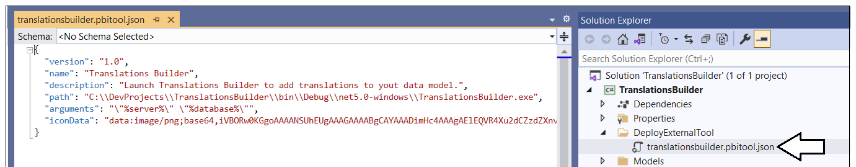 translationsbuilder.pbitool.json
Schema: <No Schema Selected>
{
"version": "1.0",
"name": "Translations Builder",
"description": "Launch Translations Builder to add translations to yout data model.",
"path": "C:\\DevProjects\\TranslationsBuilder\\bin\\Debug\\net5.0-windows\\TranslationsBuilder.exe",
"arguments": "\"%server%\" \"%database%\"",
"iconData": "data:image/png;base64,iVBORw0KGgoAAAANSUhEUgAAAGAAAABgCAYAAADimHc4AAAAgAElEQVR4Xu2dCZzdZXnv
}
Solution Explorer
Search Solution Explorer (Ctrl+;)
Solution 'TranslationsBuilder' (1 of 1 project)
TranslationsBuilder
Dependencies
Properties
DeployExternalTool
translationsbuilder.pbitool.json
Models